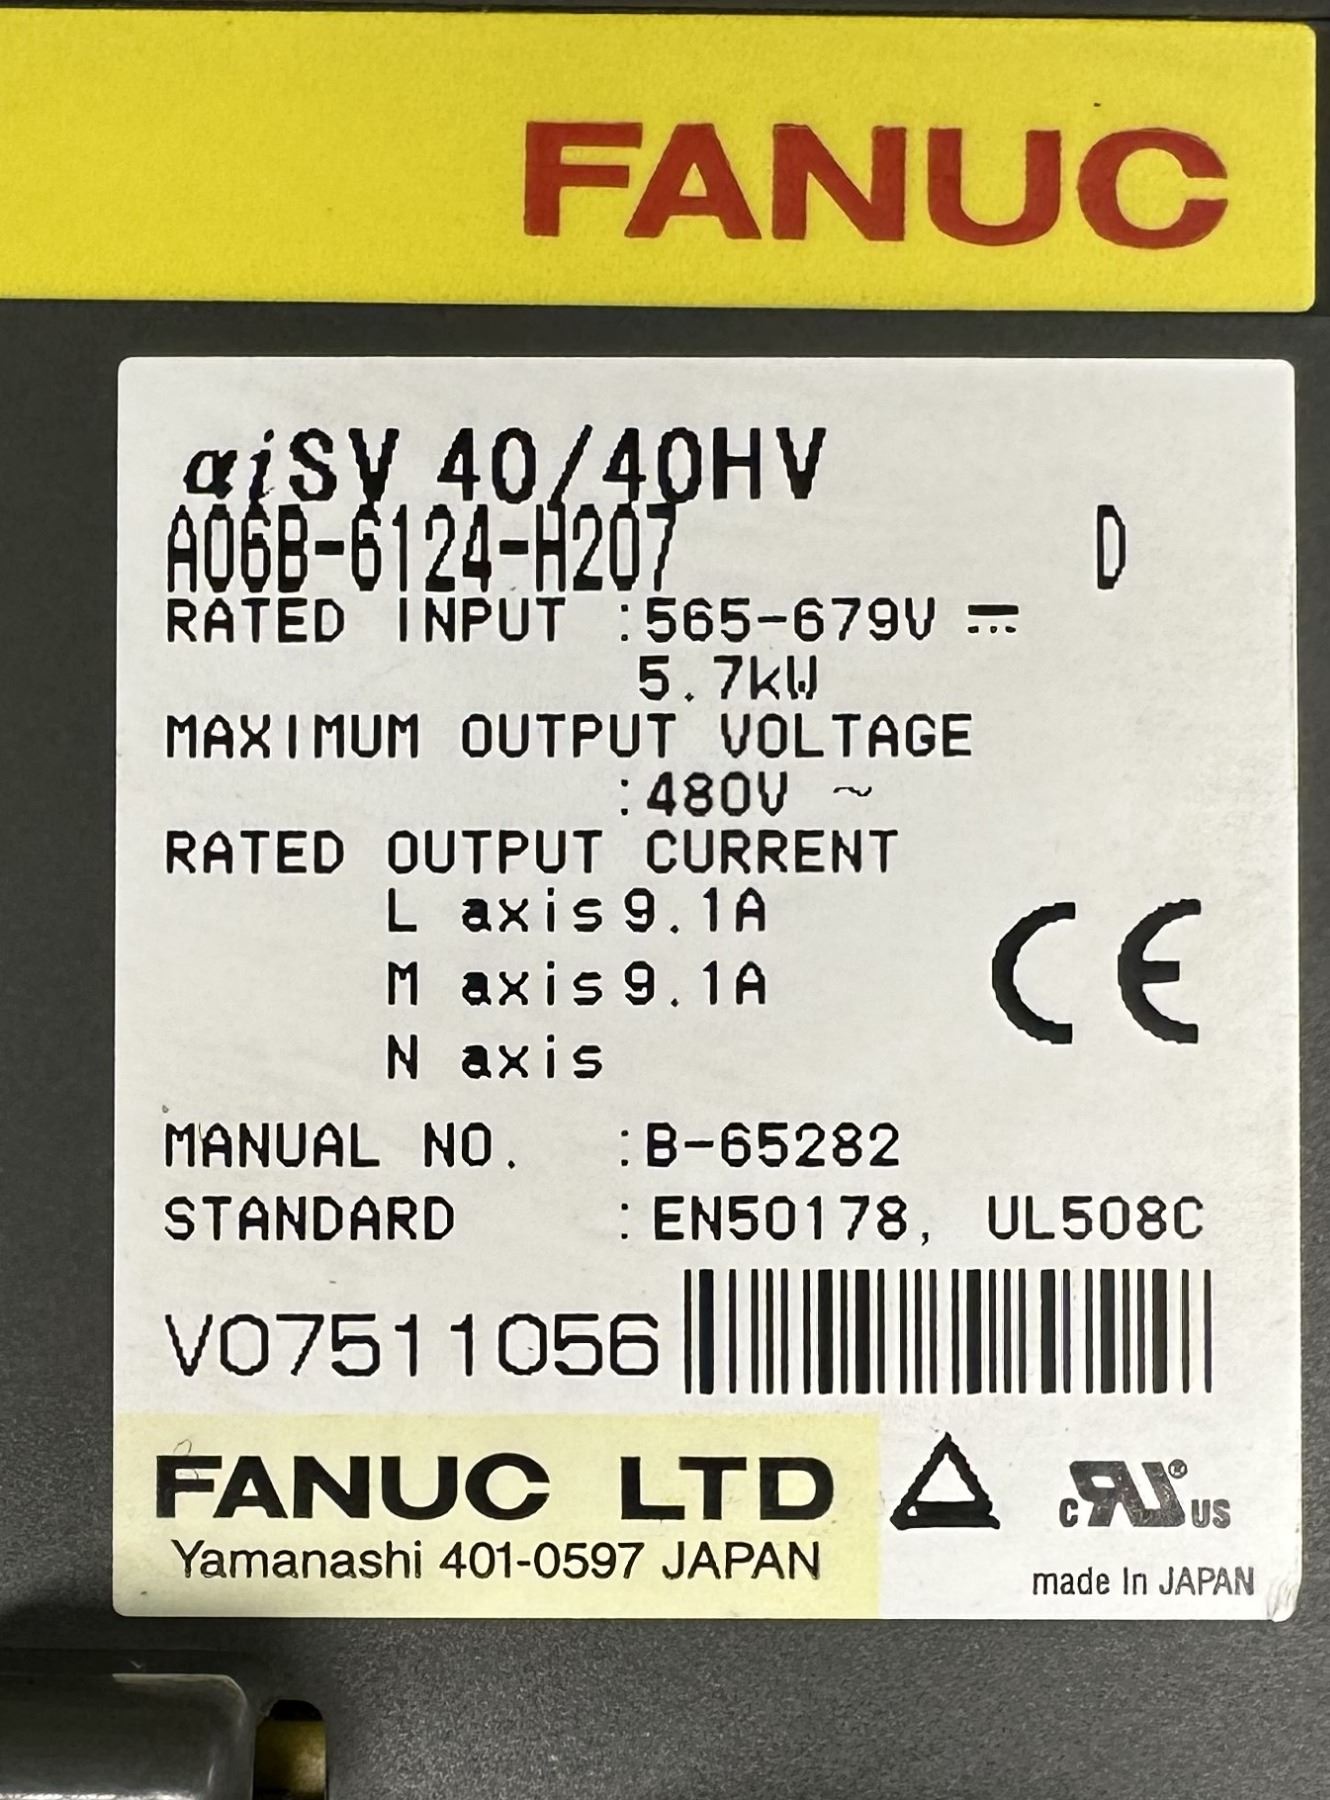 FANUC
αiSV 40/40HV
A06B-6124-H207 D
RATED INPUT :565-679V ⎓
5.7kW
MAXIMUM OUTPUT VOLTAGE
:480V ~
RATED OUTPUT CURRENT
L axis 9.1A
M axis 9.1A
N axis
CE
MANUAL NO. :B-65282
STANDARD :EN50178, UL508C
V07511056
FANUC LTD
Yamanashi 401-0597 JAPAN
c RU ® US
made In JAPAN